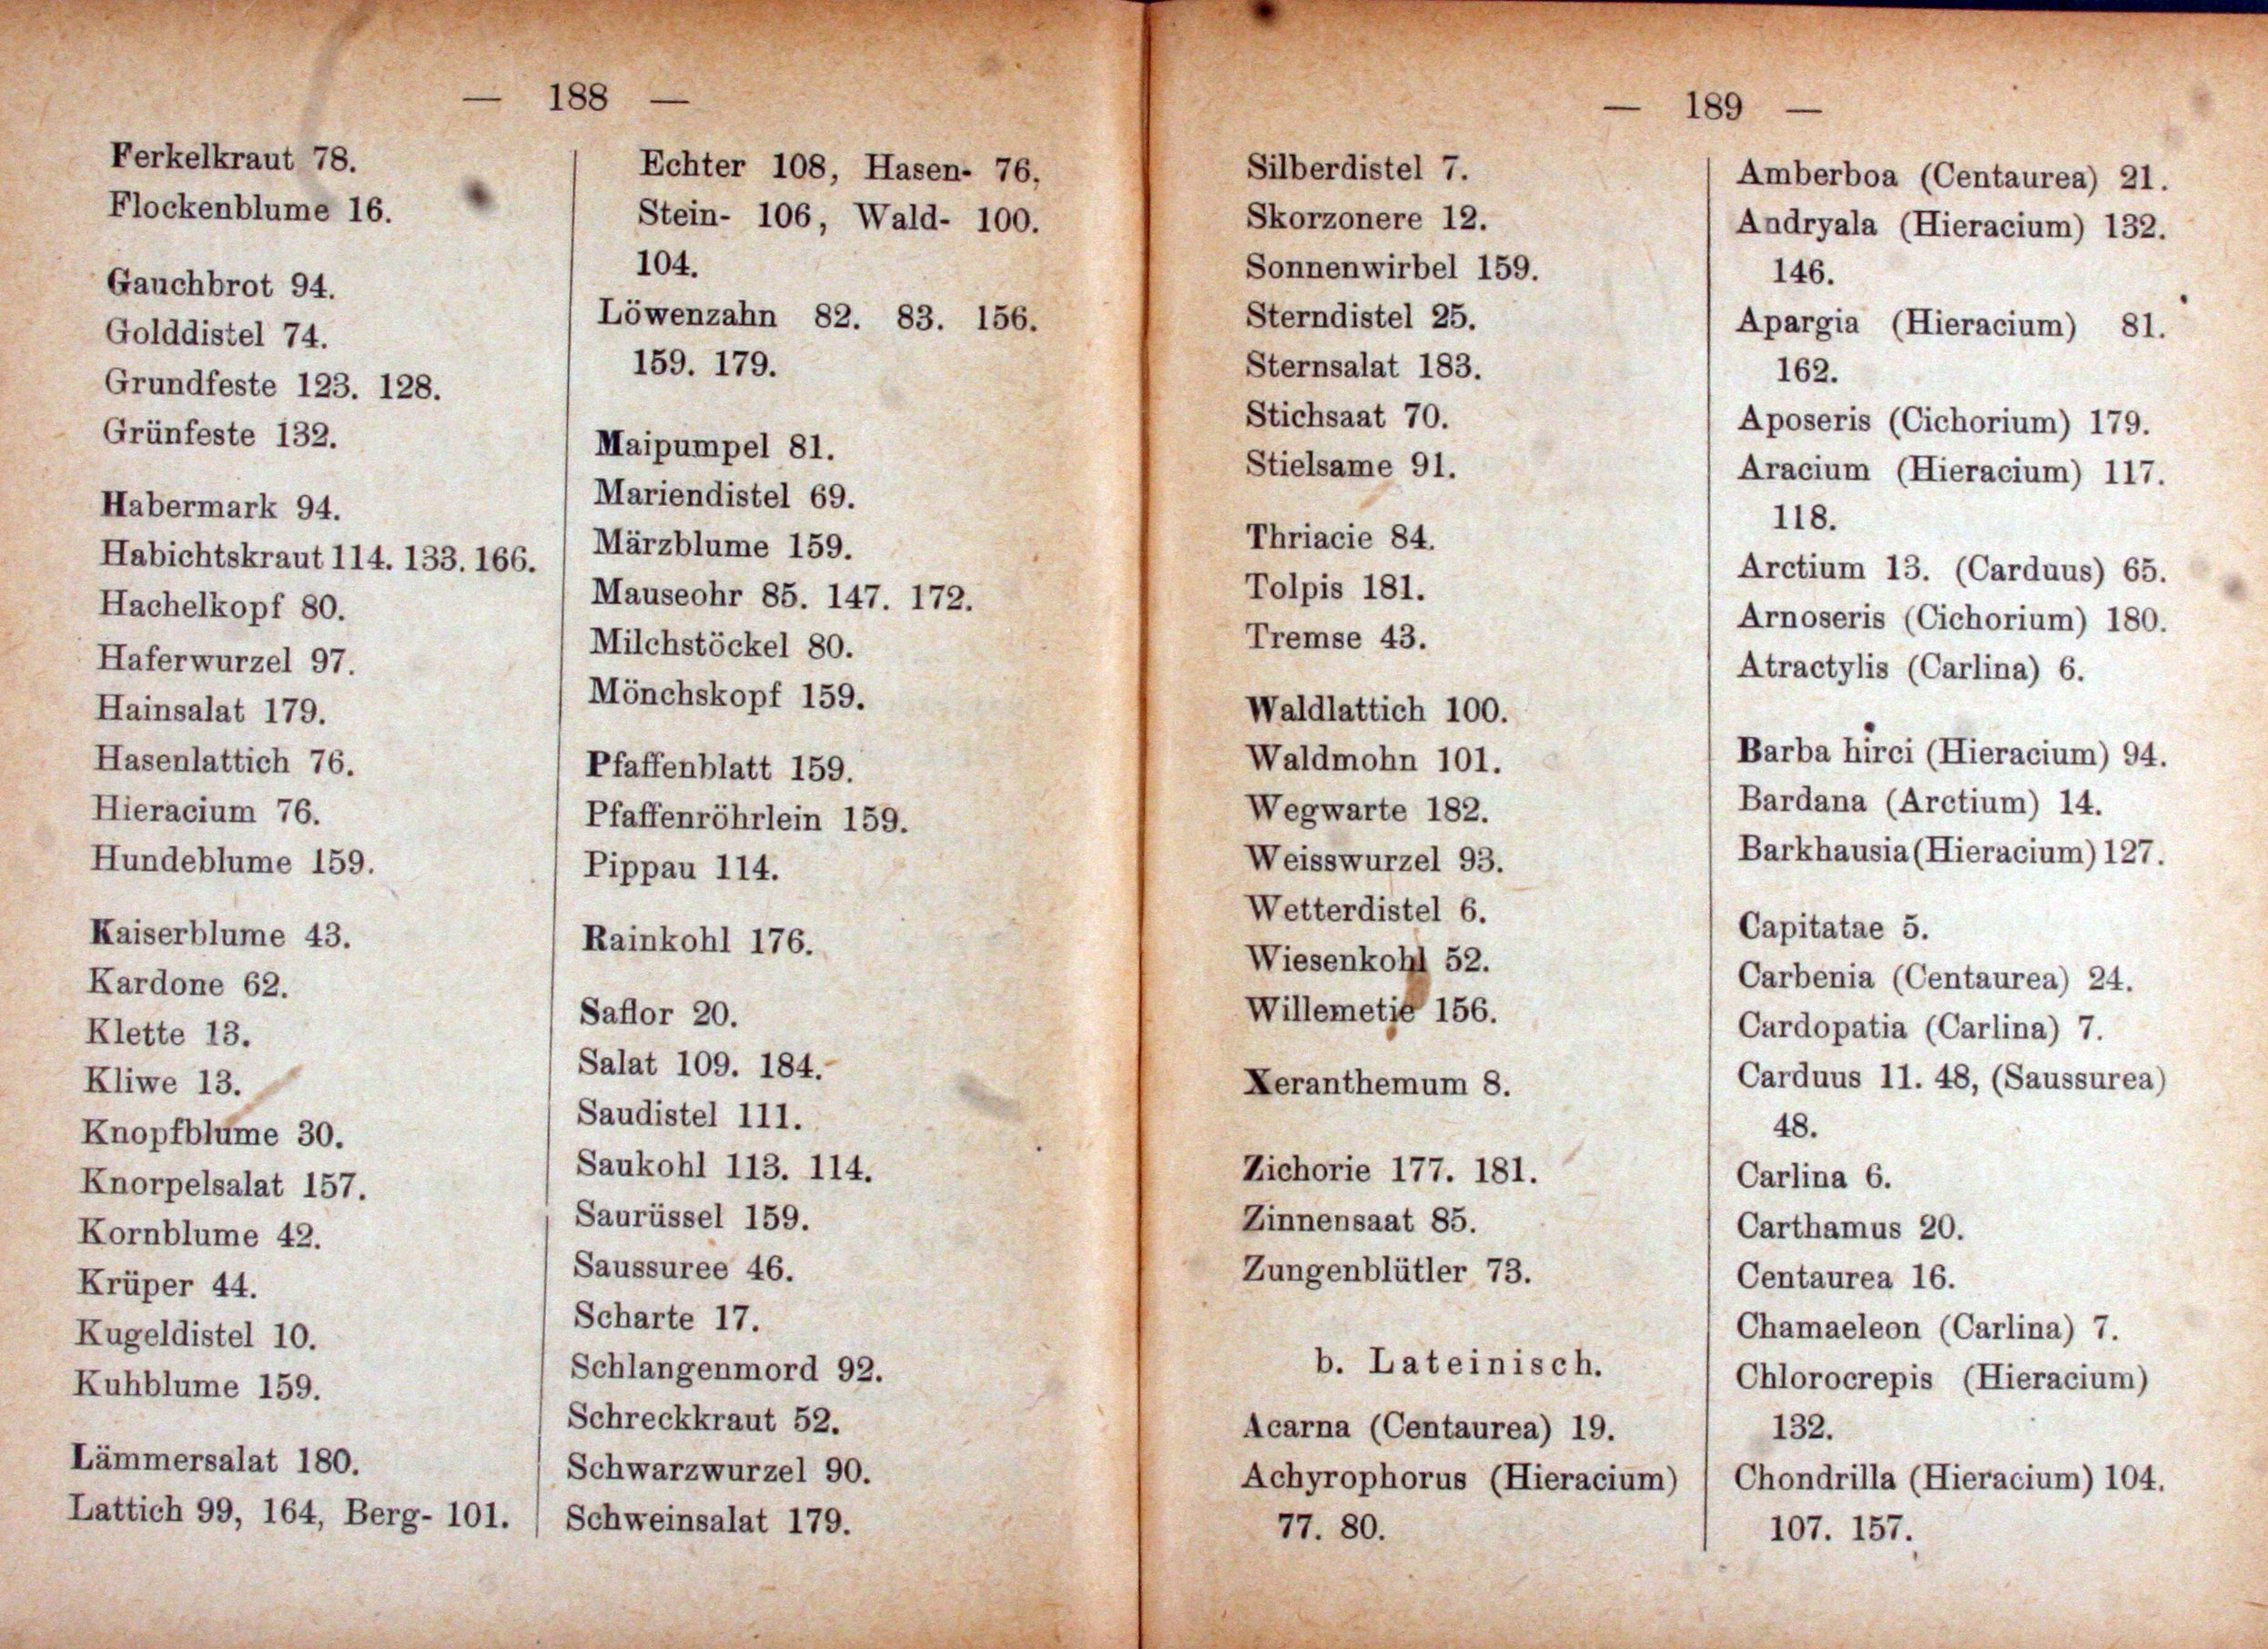 — 188 —
Ferkelkraut 78.
Flockenblume 16.
Gauchbrot 94.
Golddistel 74.
Grundfeste 123. 128.
Grünfeste 132.
Habermark 94.
Habichtskraut 114. 133. 166.
Hachelkopf 80.
Haferwurzel 97.
Hainsalat 179.
Hasenlattich 76.
Hieracium 76.
Hundeblume 159.
Kaiserblume 43.
Kardone 62.
Klette 13.
Kliwe 13.
Knopfblume 30.
Knorpelsalat 157.
Kornblume 42.
Krüper 44.
Kugeldistel 10.
Kuhblume 159.
Lämmersalat 180.
Lattich 99, 164, Berg- 101.
Echter 108, Hasen- 76,
Stein- 106, Wald- 100.
104.
Löwenzahn 82. 83. 156.
159. 179.
Maipumpel 81.
Mariendistel 69.
Märzblume 159.
Mauseohr 85. 147. 172.
Milchstöckel 80.
Mönchskopf 159.
Pfaffenblatt 159.
Pfaffenröhrlein 159.
Pippau 114.
Rainkohl 176.
Saflor 20.
Salat 109. 184.
Saudistel 111.
Saukohl 113. 114.
Saurüssel 159.
Saussuree 46.
Scharte 17.
Schlangenmord 92.
Schreckkraut 52.
Schwarzwurzel 90.
Schweinsalat 179.
— 189 —
Silberdistel 7.
Skorzonere 12.
Sonnenwirbel 159.
Sterndistel 25.
Sternsalat 183.
Stichsaat 70.
Stielsame 91.
Thriacie 84.
Tolpis 181.
Tremse 43.
Waldlattich 100.
Waldmohn 101.
Wegwarte 182.
Weisswurzel 93.
Wetterdistel 6.
Wiesenkohl 52.
Willemetie 156.
Xeranthemum 8.
Zichorie 177. 181.
Zinnensaat 85.
Zungenblütler 73.
b. Lateinisch.
Acarna (Centaurea) 19.
Achyrophorus (Hieracium)
77. 80.
Amberboa (Centaurea) 21.
Andryala (Hieracium) 132.
146.
Apargia (Hieracium) 81.
162.
Aposeris (Cichorium) 179.
Aracium (Hieracium) 117.
118.
Arctium 13. (Carduus) 65.
Arnoseris (Cichorium) 180.
Atractylis (Carlina) 6.
Barba hirci (Hieracium) 94.
Bardana (Arctium) 14.
Barkhausia (Hieracium) 127.
Capitatae 5.
Carbenia (Centaurea) 24.
Cardopatia (Carlina) 7.
Carduus 11. 48, (Saussurea)
48.
Carlina 6.
Carthamus 20.
Centaurea 16.
Chamaeleon (Carlina) 7.
Chlorocrepis (Hieracium)
132.
Chondrilla (Hieracium) 104.
107. 157.